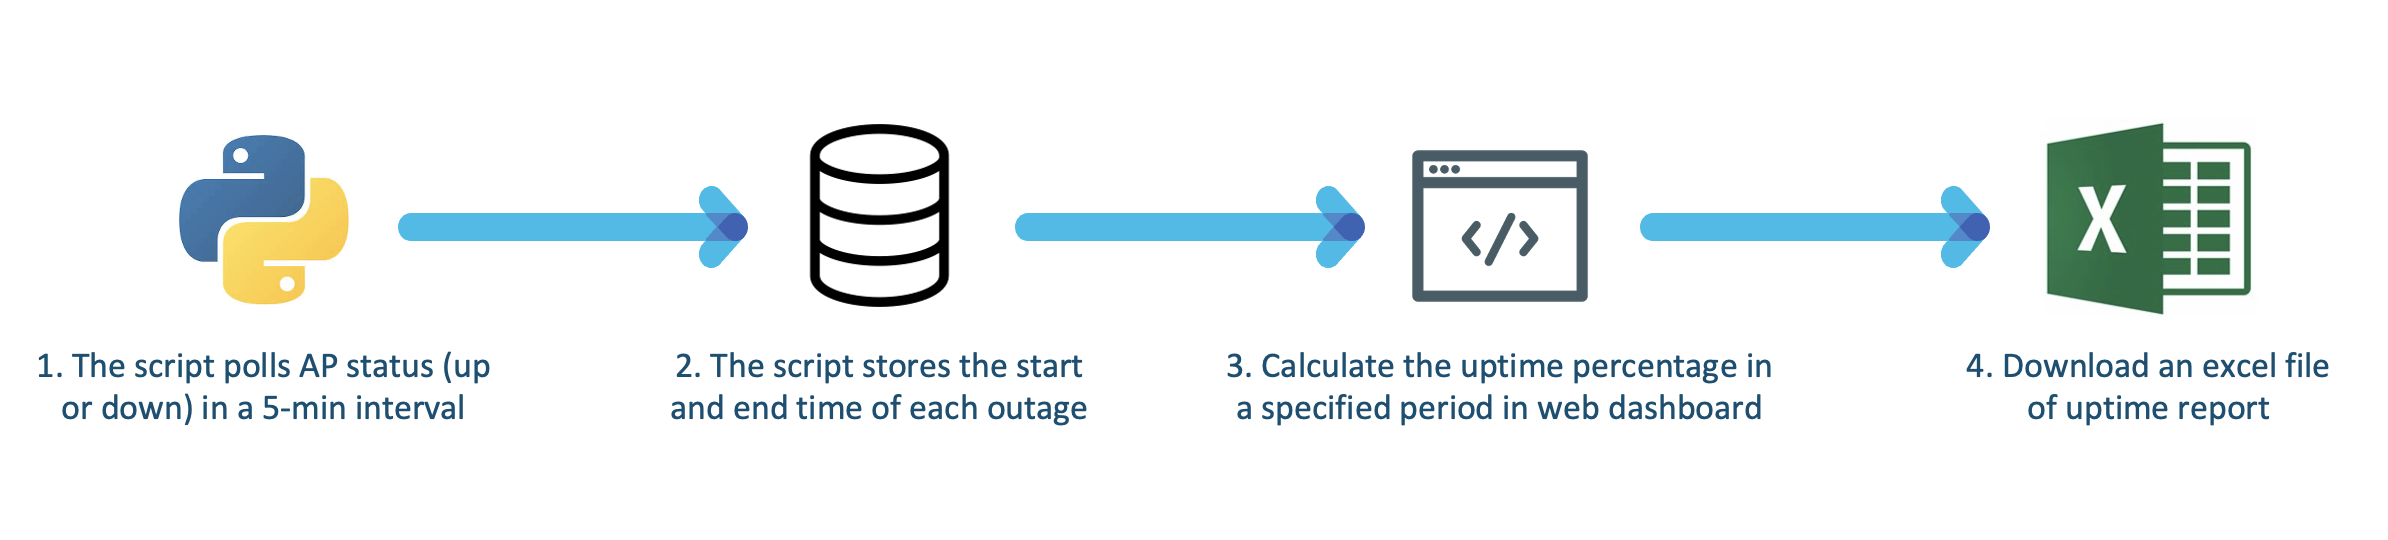 X
1. The script polls AP status (up
or down) in a 5-min interval
2. The script stores the start
and end time of each outage
3. Calculate the uptime percentage in
a specified period in web dashboard
4. Download an excel file
of uptime report